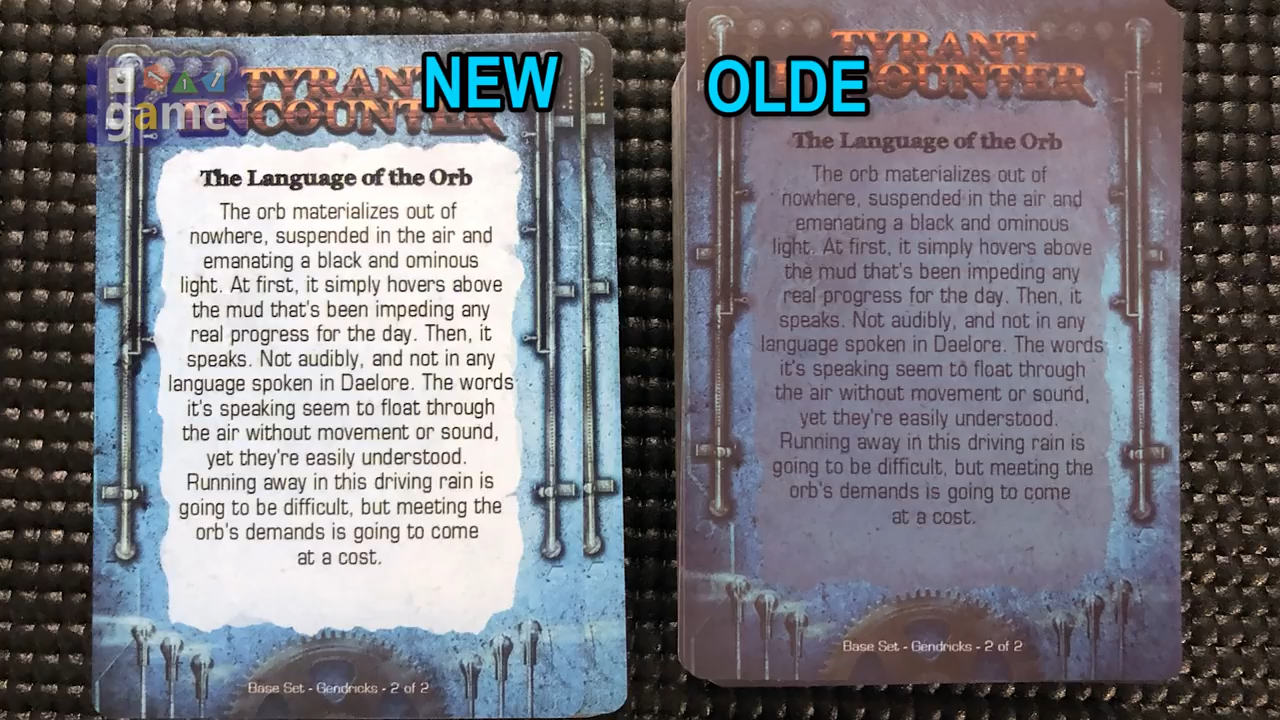 game
TYRANT
ENCOUNTER
NEW
The Language of the Orb
The orb materializes out of
nowhere, suspended in the air and
emanating a black and ominous
light. At first, it simply hovers above
the mud that's been impeding any
real progress for the day. Then, it
speaks. Not audibly, and not in any
language spoken in Daelore. The words
it's speaking seem to float through
the air without movement or sound,
yet they're easily understood.
Running away in this driving rain is
going to be difficult, but meeting the
orb's demands is going to come
at a cost.
Base Set - Gendricks - 2 of 2
TYRANT
ENCOUNTER
OLDE
The Language of the Orb
The orb materializes out of
nowhere, suspended in the air and
emanating a black and ominous
light. At first, it simply hovers above
the mud that's been impeding any
real progress for the day. Then, it
speaks. Not audibly, and not in any
language spoken in Daelore. The words
it's speaking seem to float through
the air without movement or sound,
yet they're easily understood.
Running away in this driving rain is
going to be difficult, but meeting the
orb's demands is going to come
at a cost.
Base Set - Gendricks - 2 of 2